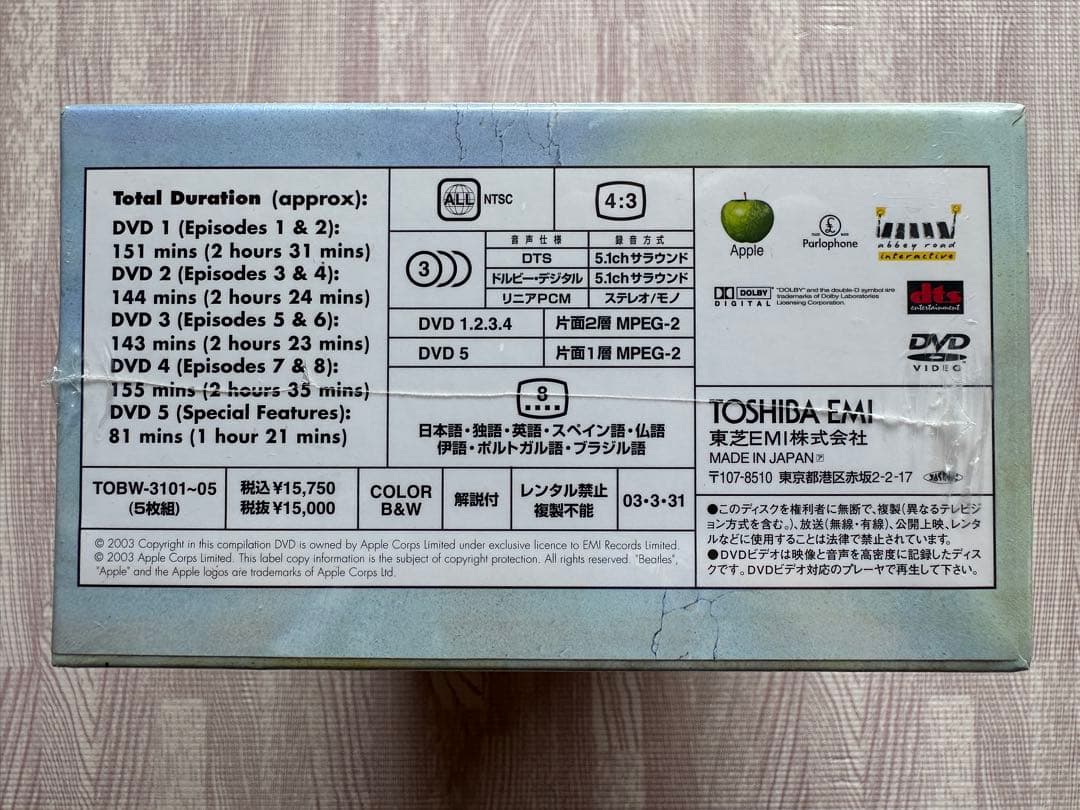 Total Duration (approx):
DVD 1 (Episodes 1 & 2):
151 mins (2 hours 31 mins)
DVD 2 (Episodes 3 & 4):
144 mins (2 hours 24 mins)
DVD 3 (Episodes 5 & 6):
143 mins (2 hours 23 mins)
DVD 4 (Episodes 7 & 8):
155 mins (2 hours 35 mins)
DVD 5 (Special Features):
81 mins (1 hour 21 mins)
ALL NTSC
4:3
3
音声仕様 録音方式
DTS 5.1chサラウンド
ドルビー・デジタル 5.1chサラウンド
リニアPCM ステレオ/モノ
DVD 1.2.3.4 片面2層 MPEG-2
DVD 5 片面1層 MPEG-2
8
日本語・独語・英語・スペイン語・仏語
伊語・ポルトガル語・ブラジル語
Apple
£
Parlophone
abbey road
interactive
DOLBY
DIGITAL
"DOLBY" and the double-D symbol are
trademarks of Dolby Laboratories
Licensing Corporation.
dts
entertainment
DVD
VIDEO
TOSHIBA EMI
東芝EMI株式会社
MADE IN JAPAN
〒107-8510 東京都港区赤坂2-2-17
TOBW-3101~05
(5枚組)
税込¥15,750
税抜¥15,000
COLOR
B&W
解説付
レンタル禁止
複製不能
03・3・31
●このディスクを権利者に無断で、複製(異なるテレビジ
ョン方式を含む。)、放送(無線・有線)、公開上映、レンタ
ルなどに使用することは法律で禁止されています。
●DVDビデオは映像と音声を高密度に記録したディス
クです。DVDビデオ対応のプレーヤで再生して下さい。
© 2003 Copyright in this compilation DVD is owned by Apple Corps Limited under exclusive licence to EMI Records Limited.
© 2003 Apple Corps Limited. This label copy information is the subject of copyright protection. All rights reserved. "Beatles",
"Apple" and the Apple logos are trademarks of Apple Corps Ltd.